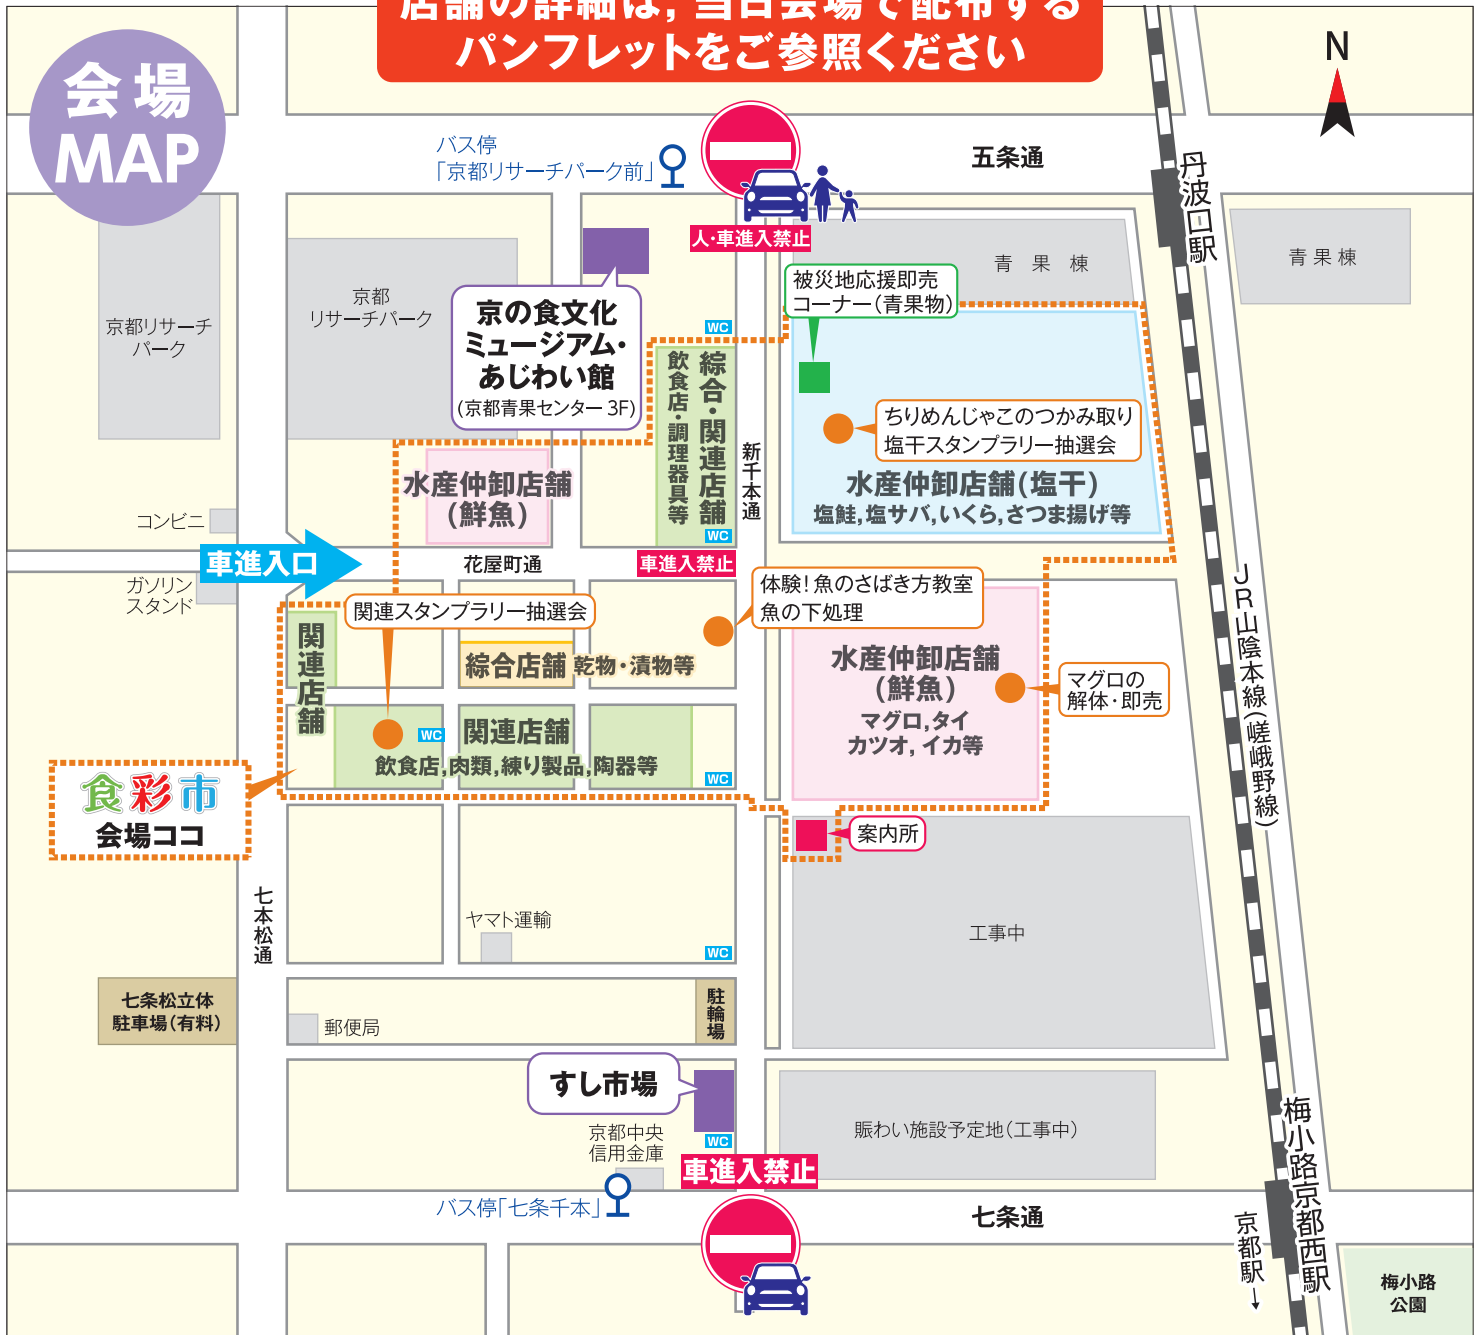 店舗の詳細は,当日会場で配布する
パンフレットをご参照ください
会場
MAP
N
バス停
「京都リサーチパーク前」
五条通
丹波口駅
人・車進入禁止
青果棟
青果棟
被災地応援即売
コーナー(青果物)
京都
リサーチパーク
京都リサーチ
パーク
京の食文化
ミュージアム・
あじわい館
(京都青果センター3F)
WC
綜合・関連店舗
飲食店・調理器具等
新千本通
ちりめんじゃこのつかみ取り
塩干スタンプラリー抽選会
水産仲卸店舗(塩干)
塩鮭,塩サバ,いくら,さつま揚げ等
水産仲卸店舗
(鮮魚)
WC
コンビニ
車進入口
花屋町通
車進入禁止
ガソリン
スタンド
関連スタンプラリー抽選会
体験!魚のさばき方教室
魚の下処理
JR山陰本線(嵯峨野線)
関連店舗
綜合店舗 乾物・漬物等
水産仲卸店舗
(鮮魚)
マグロ,タイ
カツオ,イカ等
マグロの
解体・即売
WC
関連店舗
飲食店,肉類,練り製品,陶器等
WC
食彩市
会場ココ
案内所
七本松通
ヤマト運輸
WC
工事中
七条松立体
駐車場(有料)
郵便局
駐輪場
すし市場
WC
京都中央
信用金庫
賑わい施設予定地(工事中)
車進入禁止
バス停「七条千本」
七条通
梅小路京都西駅
京都駅
↓
梅小路
公園